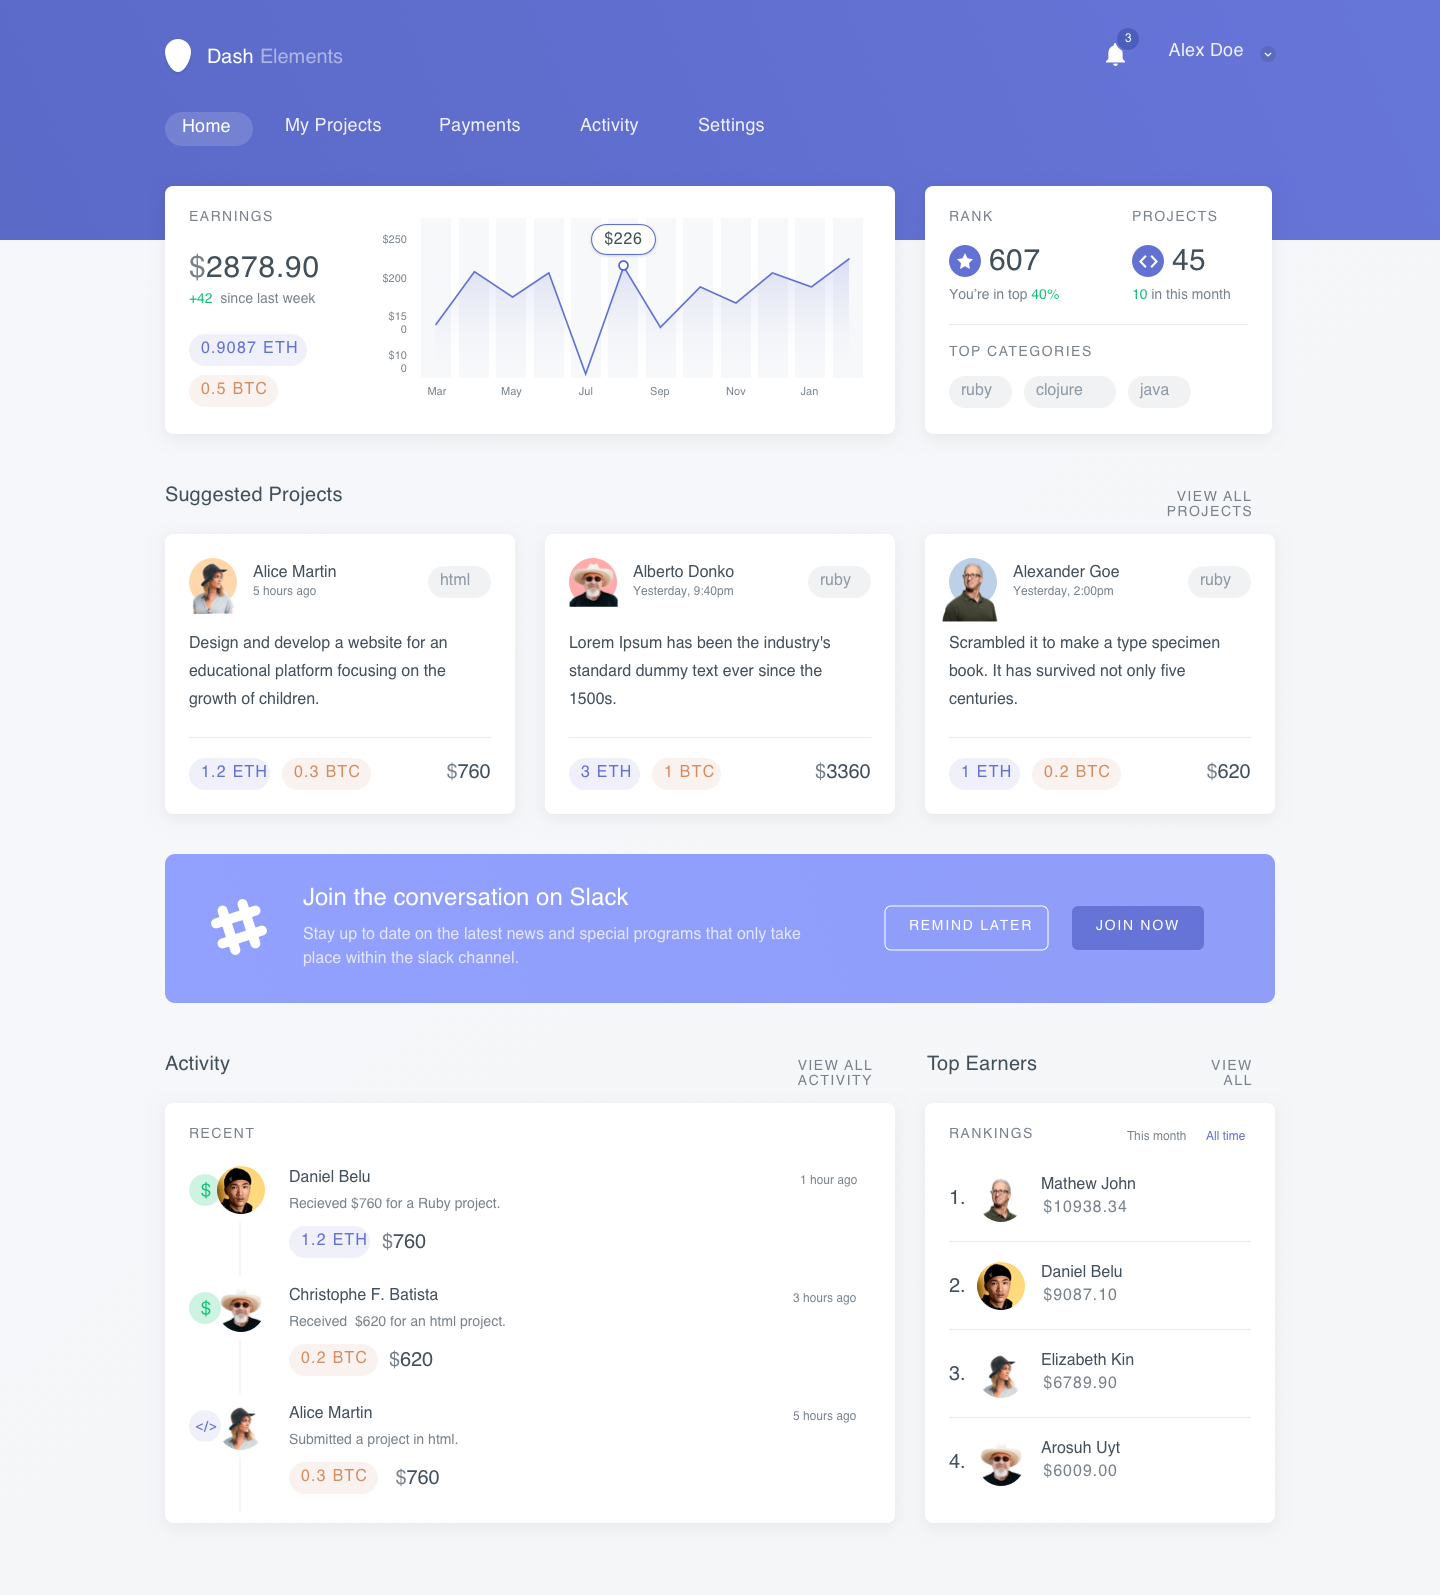 Dash Elements
3
Alex Doe
Home
My Projects
Payments
Activity
Settings
EARNINGS
$2878.90
+42 since last week
0.9087 ETH
0.5 BTC
$250
$200
$15
0
$10
0
$226
Mar
May
Jul
Sep
Nov
Jan
RANK
607
You're in top 40%
PROJECTS
45
10 in this month
TOP CATEGORIES
ruby
clojure
java
Suggested Projects
VIEW ALL
PROJECTS
Alice Martin
5 hours ago
html
Design and develop a website for an
educational platform focusing on the
growth of children.
1.2 ETH
0.3 BTC
$760
Alberto Donko
Yesterday, 9:40pm
ruby
Lorem Ipsum has been the industry's
standard dummy text ever since the
1500s.
3 ETH
1 BTC
$3360
Alexander Goe
Yesterday, 2:00pm
ruby
Scrambled it to make a type specimen
book. It has survived not only five
centuries.
1 ETH
0.2 BTC
$620
Join the conversation on Slack
Stay up to date on the latest news and special programs that only take
place within the slack channel.
REMIND LATER
JOIN NOW
Activity
VIEW ALL
ACTIVITY
RECENT
$
Daniel Belu
1 hour ago
Recieved $760 for a Ruby project.
1.2 ETH
$760
$
Christophe F. Batista
3 hours ago
Received $620 for an html project.
0.2 BTC
$620
</>
Alice Martin
5 hours ago
Submitted a project in html.
0.3 BTC
$760
Top Earners
VIEW
ALL
RANKINGS
This month
All time
1.
Mathew John
$10938.34
2.
Daniel Belu
$9087.10
3.
Elizabeth Kin
$6789.90
4.
Arosuh Uyt
$6009.00